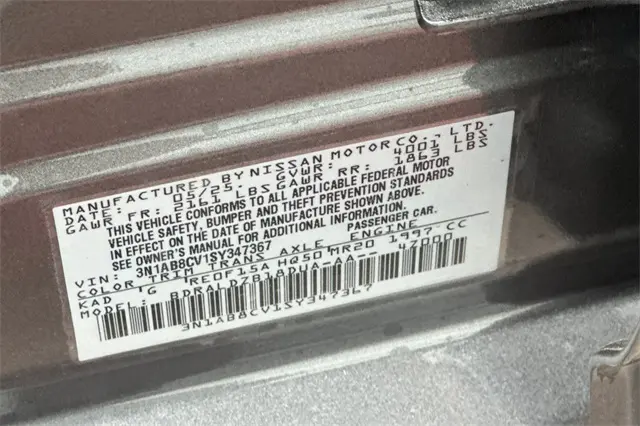 MANUFACTURED BY NISSAN MOTOR CO., LTD.
DATE: 05/25 GVWR: 4001 LBS
GAWR FR: 2161 LBS GAWR RR: 1863 LBS
THIS VEHICLE CONFORMS TO ALL APPLICABLE FEDERAL MOTOR
VEHICLE SAFETY, BUMPER AND THEFT PREVENTION STANDARDS
IN EFFECT ON THE DATE OF MANUFACTURE SHOWN ABOVE.
SEE OWNER'S MANUAL FOR ADDITIONAL INFORMATION.
VIN: 3N1AB8CV1SY347367 PASSENGER CAR.
COLOR TRIM TRANS AXLE ENGINE
KAD G RE0F15A HQ50 MR20 1997 CC
MODEL: BDRALDZB18DUA-AA-- 47000
3N1AB8CV1SY347367